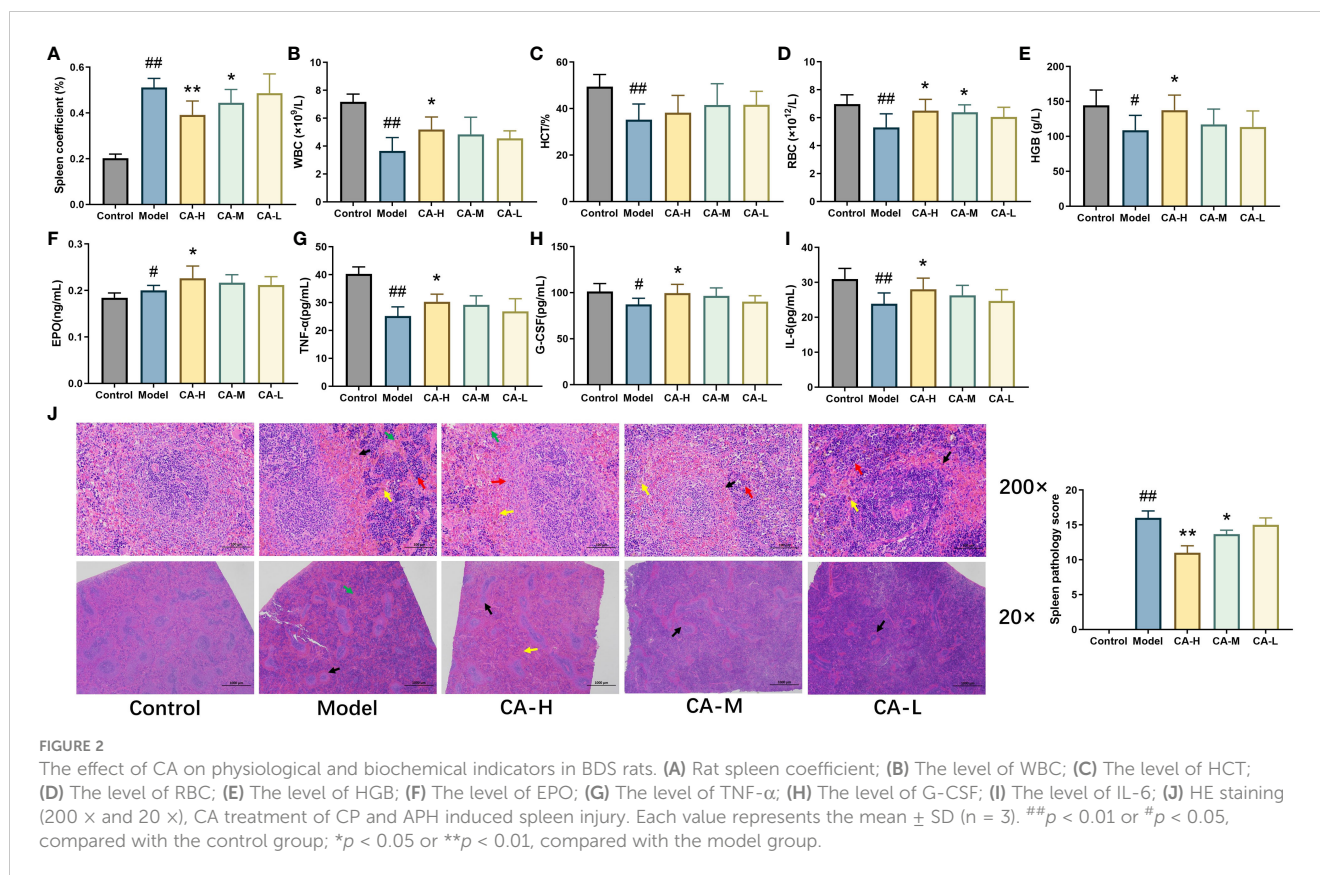 A
Spleen coefficient (%)
0.6
0.4
0.2
0.0
##
**
*
Control Model CA-H CA-M CA-L
B
WBC (×10⁹/L)
10
8
6
4
2
0
##
*
Control Model CA-H CA-M CA-L
C
HCT/%
60
40
20
0
##
Control Model CA-H CA-M CA-L
D
RBC (×10¹²/L)
10
8
6
4
2
0
##
*
*
Control Model CA-H CA-M CA-L
E
HGB (g/L)
200
150
100
50
0
#
*
Control Model CA-H CA-M CA-L
F
EPO(ng/mL)
0.3
0.2
0.1
0.0
#
*
Control Model CA-H CA-M CA-L
G
TNF-α(pg/mL)
50
40
30
20
10
0
##
*
Control Model CA-H CA-M CA-L
H
G-CSF(pg/mL)
150
100
50
0
#
*
Control Model CA-H CA-M CA-L
I
IL-6(pg/mL)
40
30
20
10
0
##
*
Control Model CA-H CA-M CA-L
J
200×
20×
Control Model CA-H CA-M CA-L
Spleen pathology score
20
15
10
5
0
##
**
*
Control Model CA-H CA-M CA-L
FIGURE 2
The effect of CA on physiological and biochemical indicators in BDS rats. (A) Rat spleen coefficient; (B) The level of WBC; (C) The level of HCT;
(D) The level of RBC; (E) The level of HGB; (F) The level of EPO; (G) The level of TNF-α; (H) The level of G-CSF; (I) The level of IL-6; (J) HE staining
(200 × and 20 ×), CA treatment of CP and APH induced spleen injury. Each value represents the mean ± SD (n = 3). ##p < 0.01 or #p < 0.05,
compared with the control group; *p < 0.05 or **p < 0.01, compared with the model group.